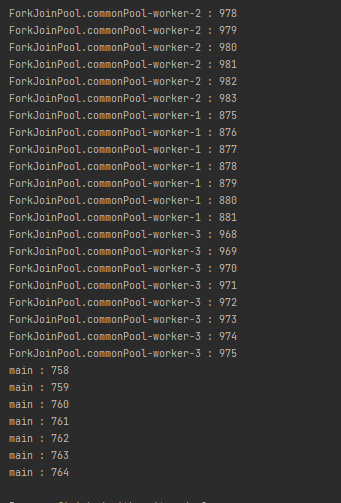 ForkJoinPool.commonPool-worker-2 : 978
ForkJoinPool.commonPool-worker-2 : 979
ForkJoinPool.commonPool-worker-2 : 980
ForkJoinPool.commonPool-worker-2 : 981
ForkJoinPool.commonPool-worker-2 : 982
ForkJoinPool.commonPool-worker-2 : 983
ForkJoinPool.commonPool-worker-1 : 875
ForkJoinPool.commonPool-worker-1 : 876
ForkJoinPool.commonPool-worker-1 : 877
ForkJoinPool.commonPool-worker-1 : 878
ForkJoinPool.commonPool-worker-1 : 879
ForkJoinPool.commonPool-worker-1 : 880
ForkJoinPool.commonPool-worker-1 : 881
ForkJoinPool.commonPool-worker-3 : 968
ForkJoinPool.commonPool-worker-3 : 969
ForkJoinPool.commonPool-worker-3 : 970
ForkJoinPool.commonPool-worker-3 : 971
ForkJoinPool.commonPool-worker-3 : 972
ForkJoinPool.commonPool-worker-3 : 973
ForkJoinPool.commonPool-worker-3 : 974
ForkJoinPool.commonPool-worker-3 : 975
main : 758
main : 759
main : 760
main : 761
main : 762
main : 763
main : 764